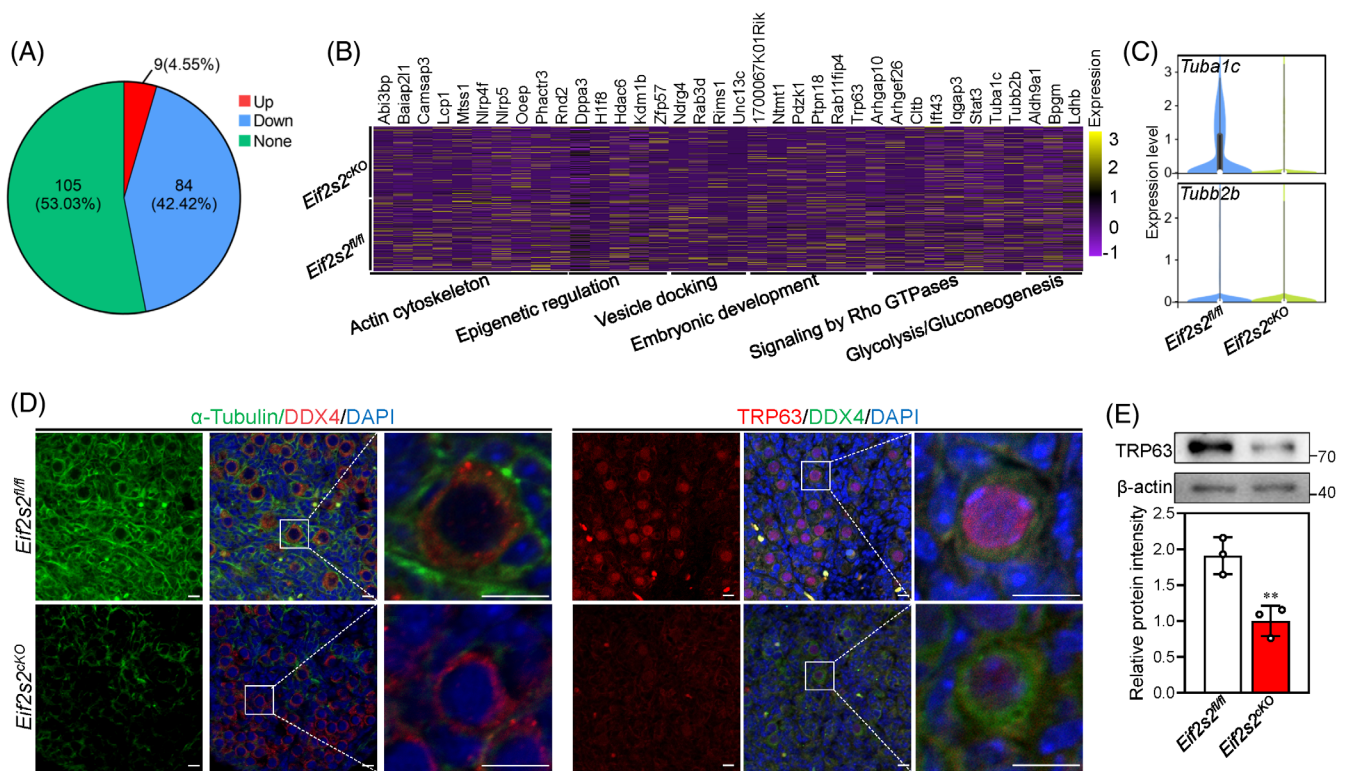 (A)
9(4.55%)
Up
Down
None
105
(53.03%)
84
(42.42%)
(B)
Abi3bp
Baiap2l1
Camsap3
Lcp1
Mtss1
Nlrp4f
Nlrp5
Ooep
Phactr3
Rnd2
Dppa3
H1f8
Hdac6
Kdm1b
Zfp57
Ndrg4
Rab3d
Rims1
Unc13c
1700067K01Rik
Ntmt1
Pdzk1
Ptpn18
Rab11fip4
Trp63
Arhgap10
Arhgef26
Cltb
Ift43
Iqgap3
Stat3
Tuba1c
Tubb2b
Aldh9a1
Bpgm
Ldhb
Expression
3
2
1
0
-1
Eif2s2cKO
Eif2s2fl/fl
Actin cytoskeleton
Epigenetic regulation
Vesicle docking
Embryonic development
Signaling by Rho GTPases
Glycolysis/Gluconeogenesis
(C)
Expression level
Tuba1c
3
2
1
0
Tubb2b
2
1
0
Eif2s2fl/fl
Eif2s2cKO
(D)
α-Tubulin/DDX4/DAPI
TRP63/DDX4/DAPI
Eif2s2fl/fl
Eif2s2cKO
(E)
TRP63
70
β-actin
40
Relative protein intensity
2.5
2.0
1.5
1.0
0.5
0.0
**
Eif2s2fl/fl
Eif2s2cKO